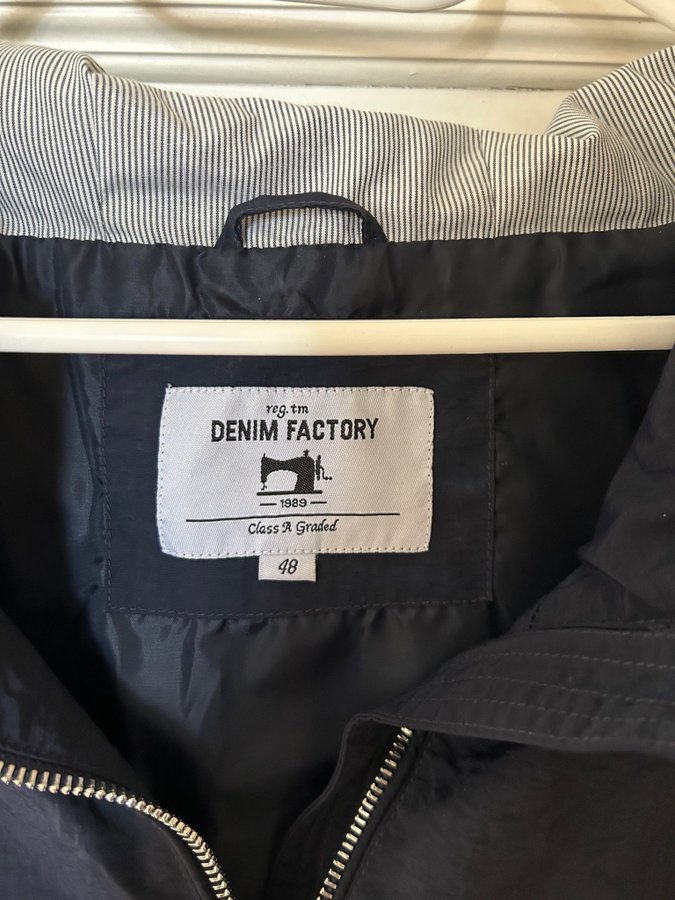 reg. tm
DENIM FACTORY
1989
Class A Graded
48